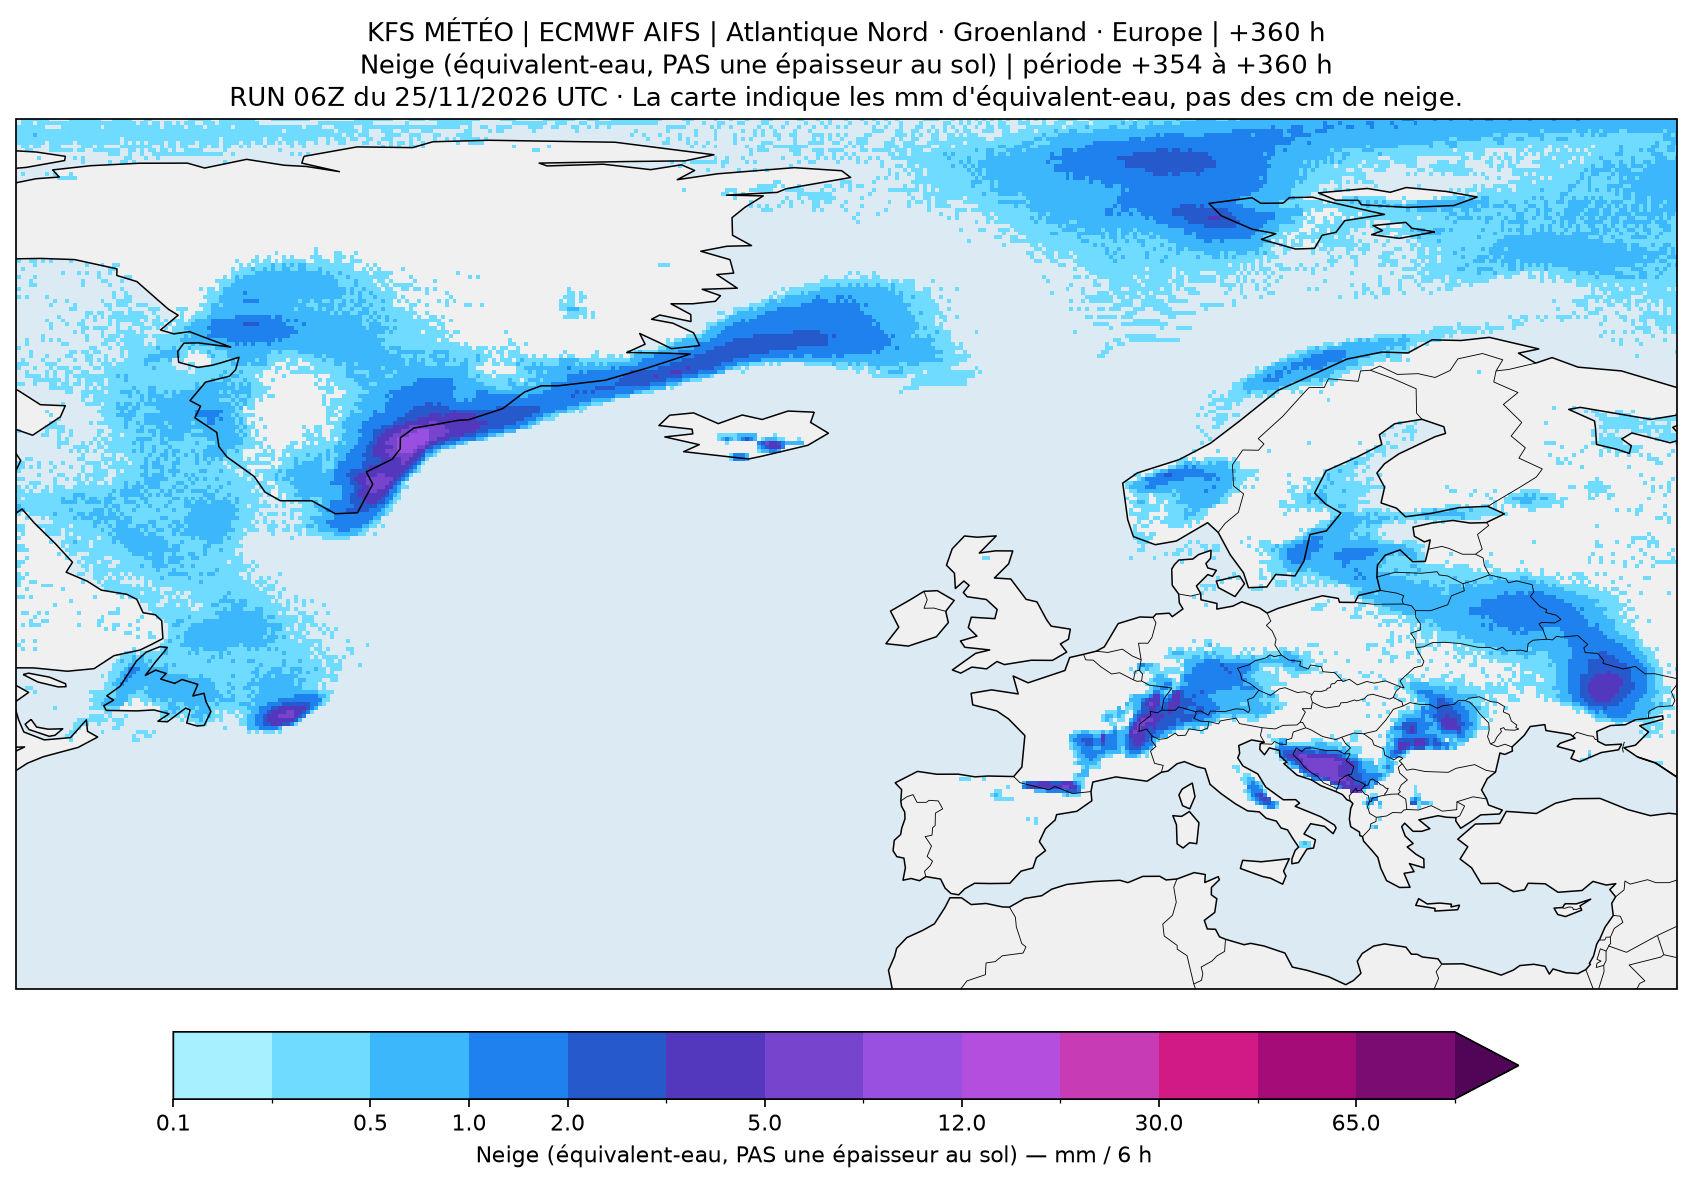 KFS MÉTÉO | ECMWF AIFS | Atlantique Nord · Groenland · Europe | +360 h
Neige (équivalent-eau, PAS une épaisseur au sol) | période +354 à +360 h
RUN 06Z du 25/11/2026 UTC · La carte indique les mm d'équivalent-eau, pas des cm de neige.
0.1 0.5 1.0 2.0 5.0 12.0 30.0 65.0
Neige (équivalent-eau, PAS une épaisseur au sol) — mm / 6 h